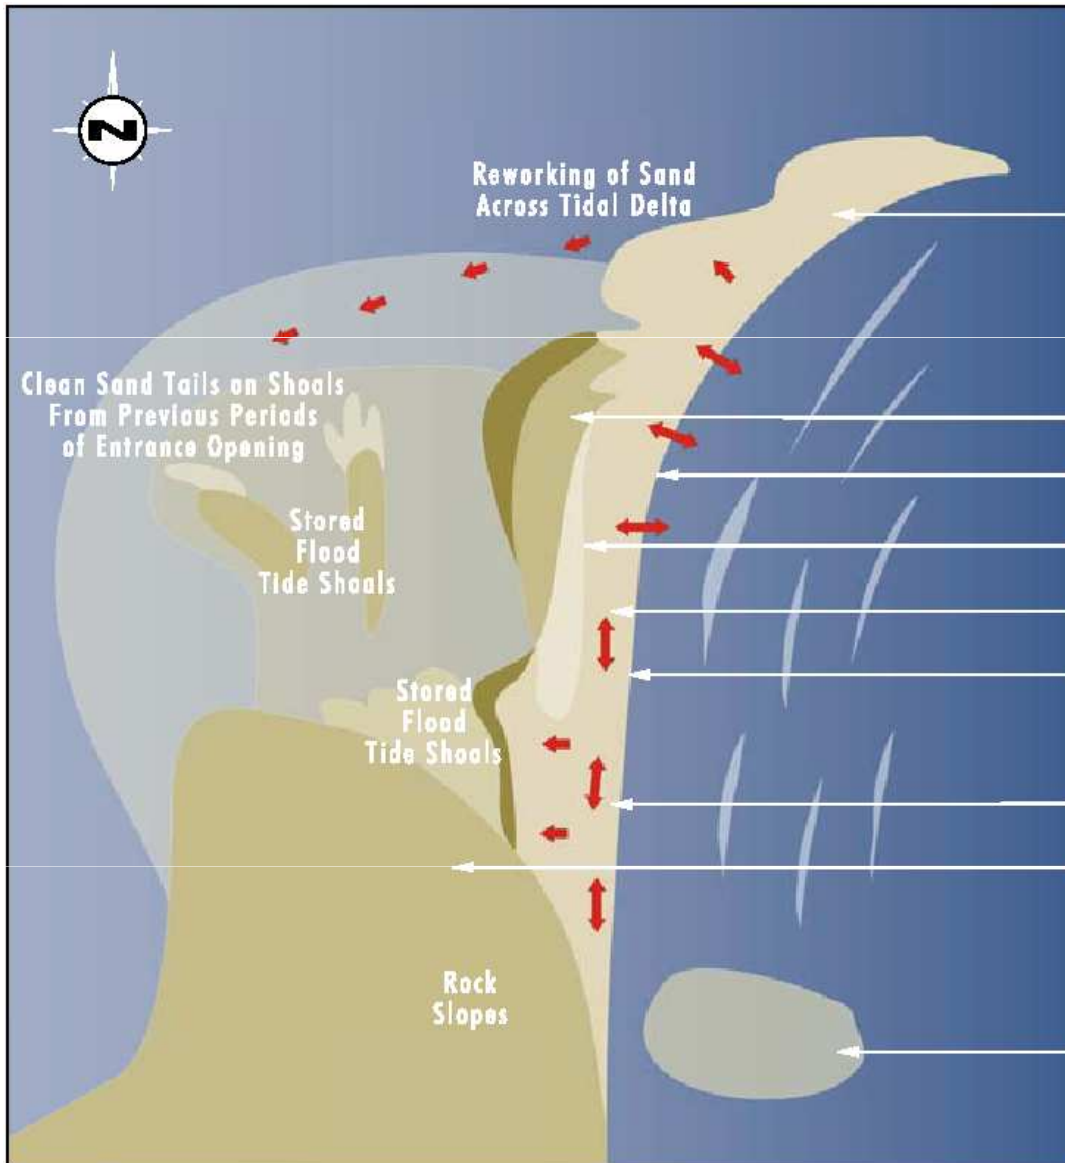 N
Reworking of Sand
Across Tidal Delta
Clean Sand Tails on Shoals
From Previous Periods
of Entrance Opening
Stored
Flood
Tide Shoals
Stored
Flood
Tide Shoals
Rock
Slopes